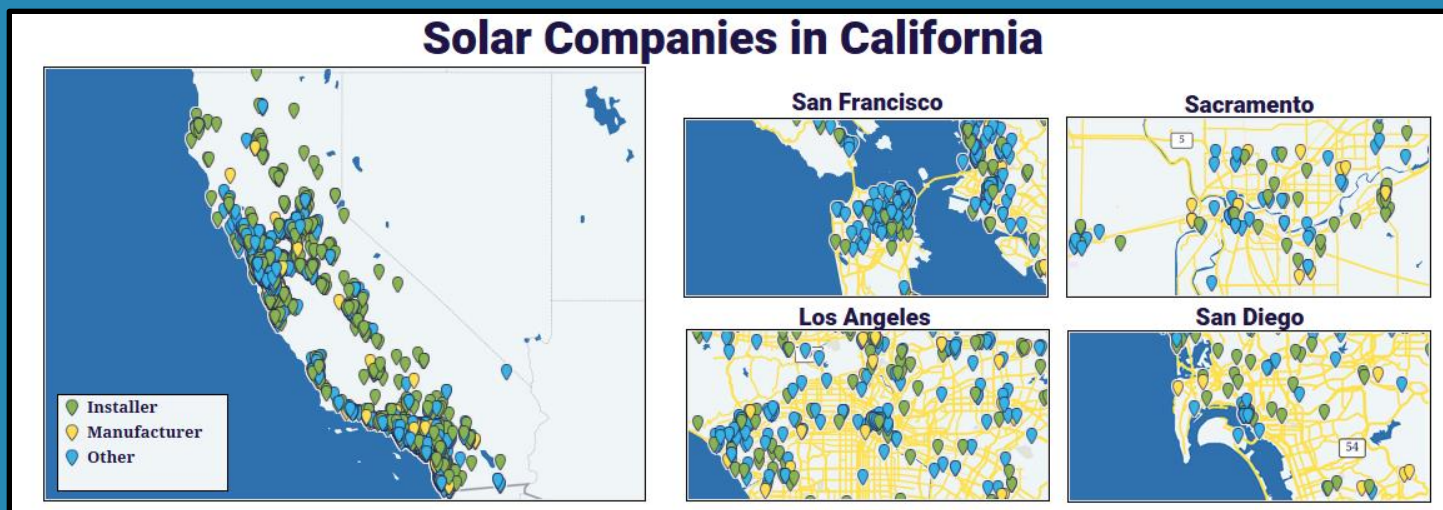 Solar Companies in California
Installer
Manufacturer
Other
San Francisco
Sacramento
5
Los Angeles
San Diego
54